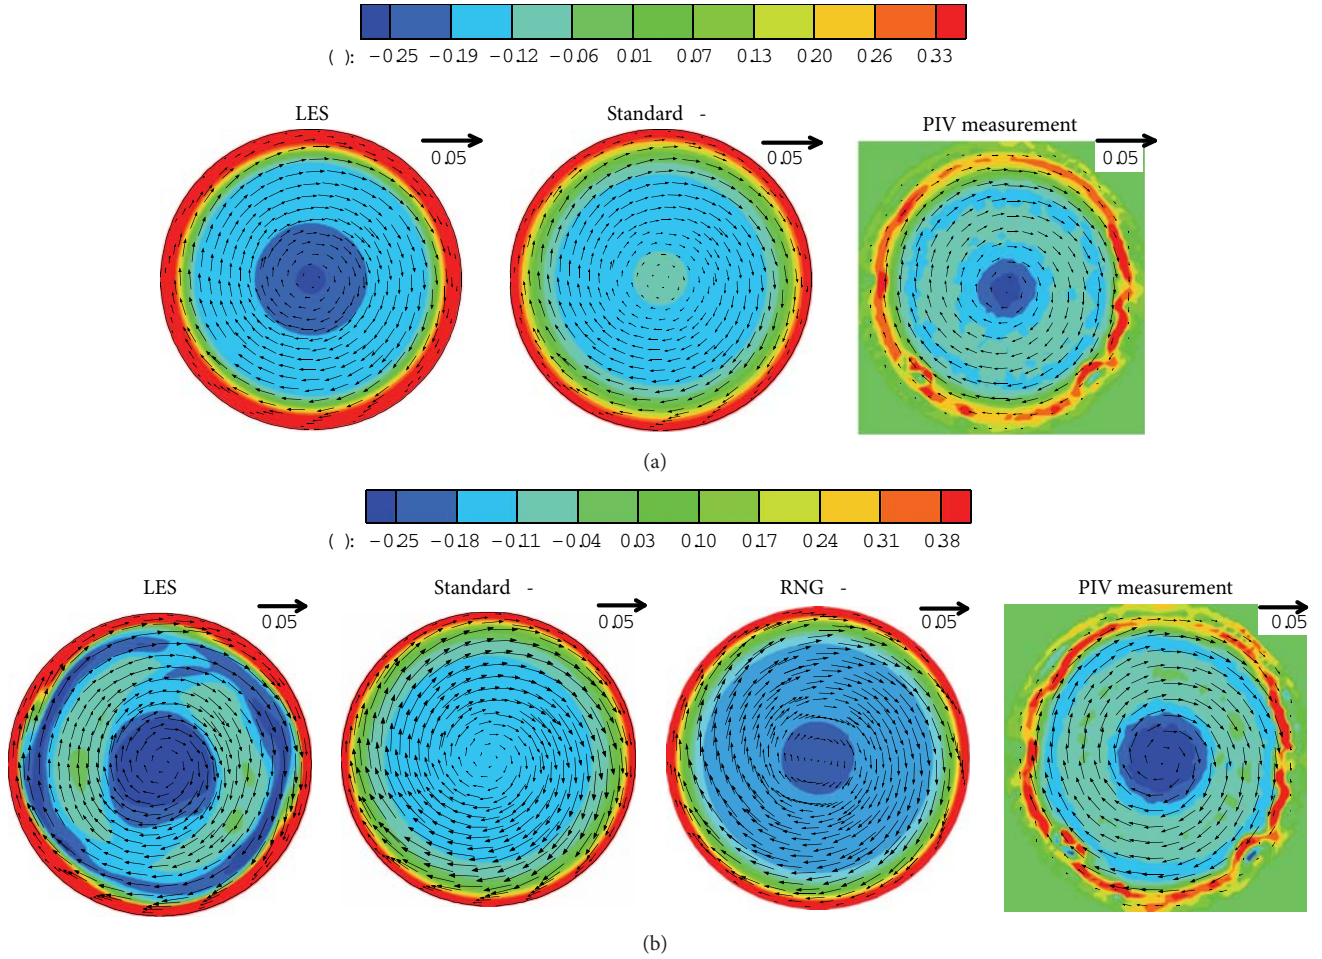 ( ): −0.25 −0.19 −0.12 −0.06 0.01 0.07 0.13 0.20 0.26 0.33
LES
0.05
Standard -
0.05
PIV measurement
0.05
(a)
( ): −0.25 −0.18 −0.11 −0.04 0.03 0.10 0.17 0.24 0.31 0.38
LES
0.05
Standard -
0.05
RNG -
0.05
PIV measurement
0.05
(b)